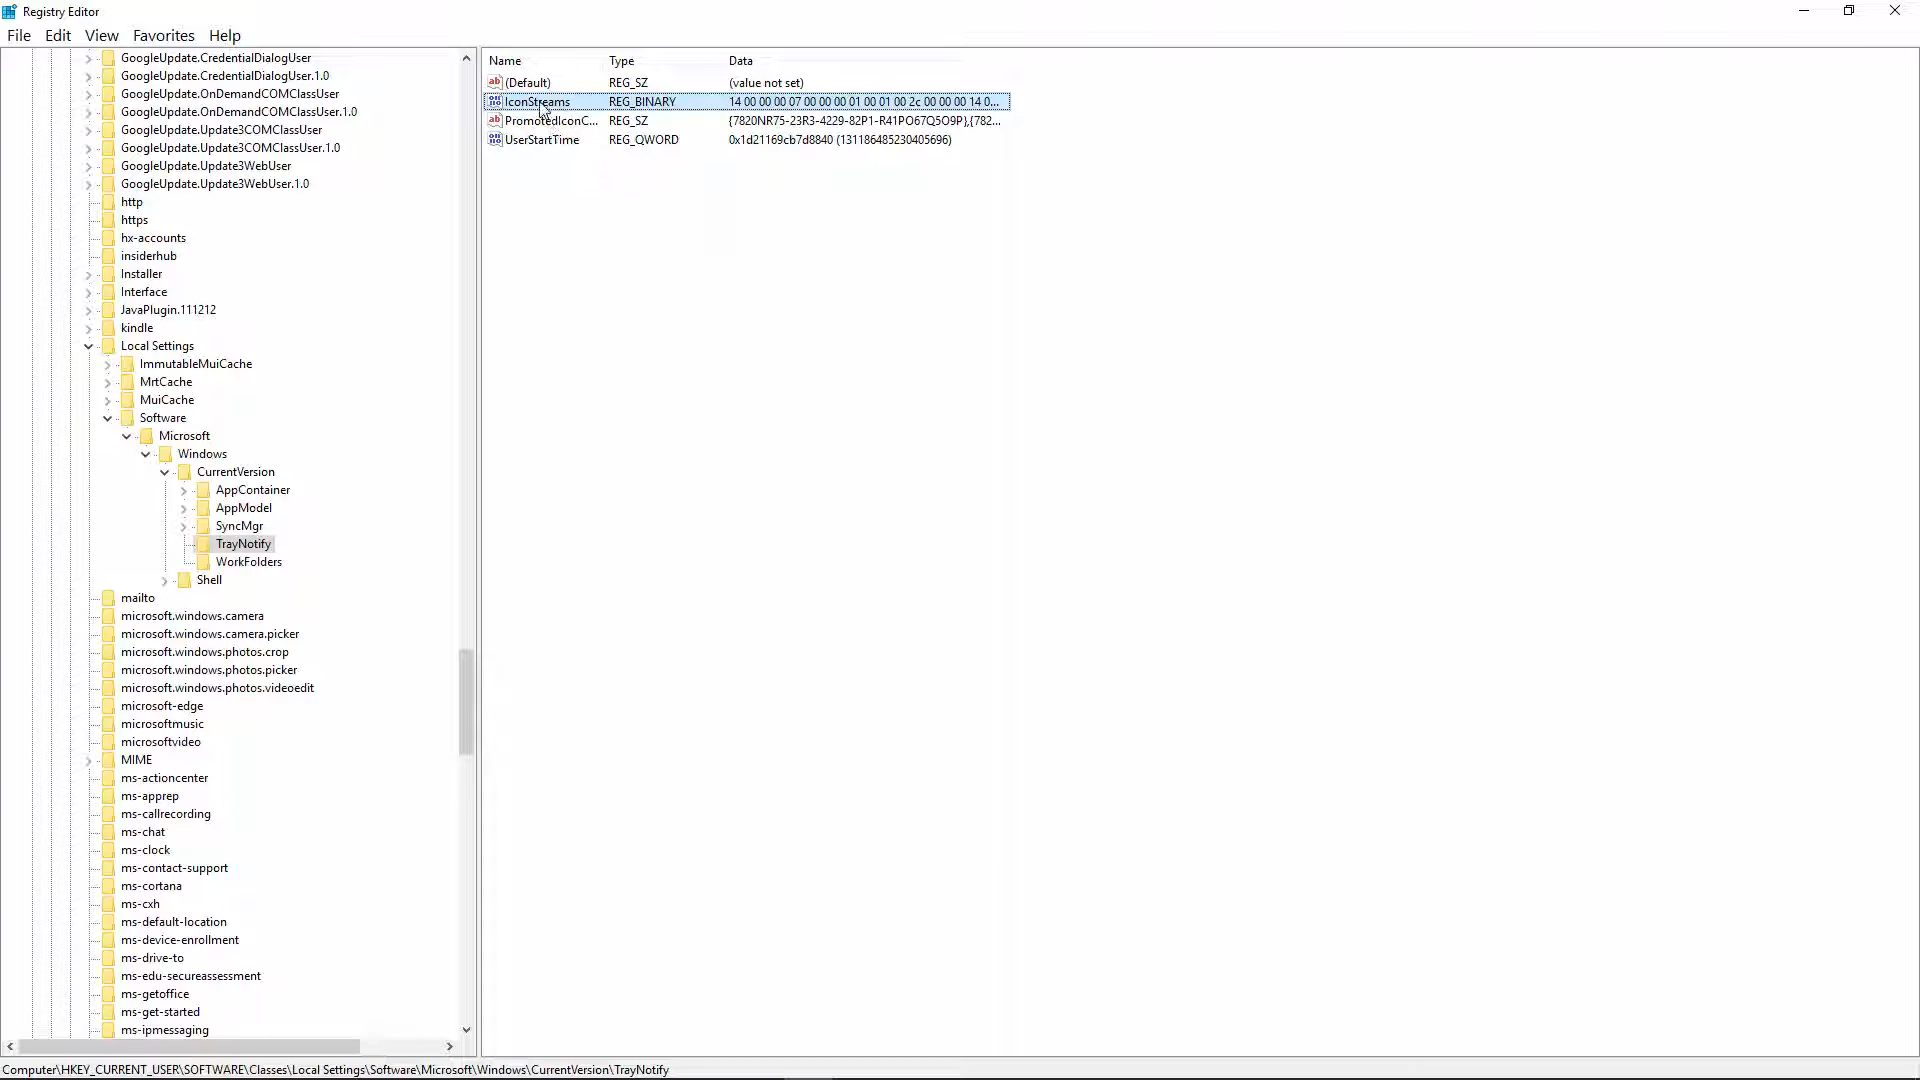 Registry Editor
File Edit View Favorites Help
GoogleUpdate.CredentialDialogUser
GoogleUpdate.CredentialDialogUser.1.0
GoogleUpdate.OnDemandCOMClassUser
GoogleUpdate.OnDemandCOMClassUser.1.0
GoogleUpdate.Update3COMClassUser
GoogleUpdate.Update3COMClassUser.1.0
GoogleUpdate.Update3WebUser
GoogleUpdate.Update3WebUser.1.0
http
https
hx-accounts
insiderhub
Installer
Interface
JavaPlugin.111212
kindle
Local Settings
ImmutableMuiCache
MrtCache
MuiCache
Software
Microsoft
Windows
CurrentVersion
AppContainer
AppModel
SyncMgr
TrayNotify
WorkFolders
Shell
mailto
microsoft.windows.camera
microsoft.windows.camera.picker
microsoft.windows.photos.crop
microsoft.windows.photos.picker
microsoft.windows.photos.videoedit
microsoft-edge
microsoftmusic
microsoftvideo
MIME
ms-actioncenter
ms-apprep
ms-callrecording
ms-chat
ms-clock
ms-contact-support
ms-cortana
ms-cxh
ms-default-location
ms-device-enrollment
ms-drive-to
ms-edu-secureassessment
ms-getoffice
ms-get-started
ms-ipmessaging
Name Type Data
(Default) REG_SZ (value not set)
IconStreams REG_BINARY 14 00 00 00 07 00 00 00 01 00 01 00 2c 00 00 00 14 0...
PromotedIconC... REG_SZ {7820NR75-23R3-4229-82P1-R41PO67Q5O9P},{782...
UserStartTime REG_QWORD 0x1d21169cb7d8840 (131186485230405696)
Computer\HKEY_CURRENT_USER\SOFTWARE\Classes\Local Settings\Software\Microsoft\Windows\CurrentVersion\TrayNotify